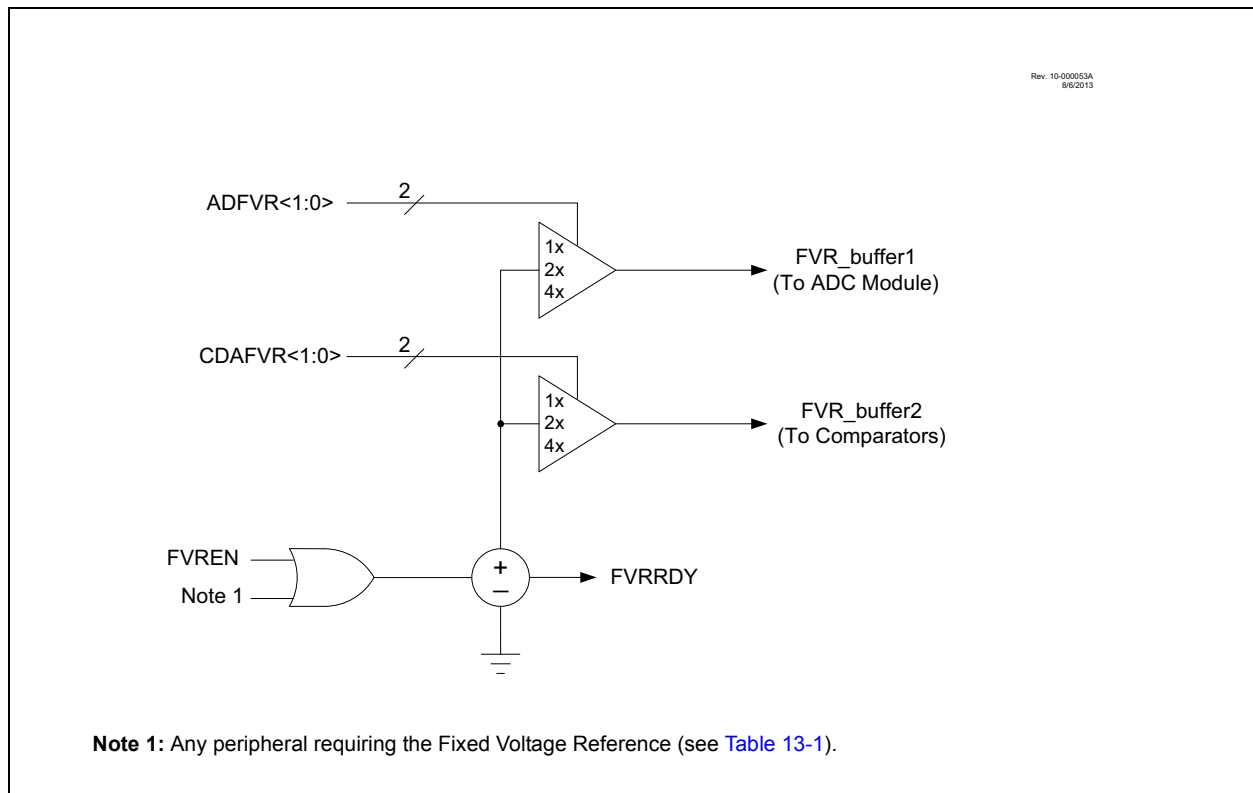 Rev. 10-000053A
8/6/2013
ADFVR<1:0>
2
1x
2x
4x
FVR_buffer1
(To ADC Module)
CDAFVR<1:0>
2
1x
2x
4x
FVR_buffer2
(To Comparators)
FVREN
Note 1
+
–
FVRRDY
Note 1: Any peripheral requiring the Fixed Voltage Reference (see Table 13-1).